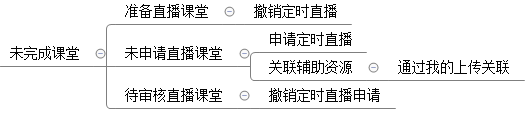 准备直播课堂 撤销定时直播
未完成课堂 未申请直播课堂 申请定时直播
关联辅助资源 通过我的上传关联
待审核直播课堂 撤销定时直播申请